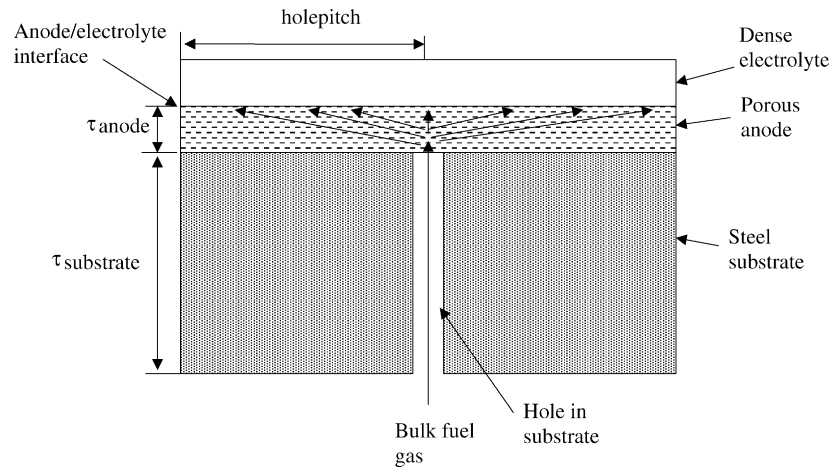 holepitch
Anode/electrolyte
interface
Dense
electrolyte
τanode
Porous
anode
τsubstrate
Steel
substrate
Hole in
substrate
Bulk fuel
gas